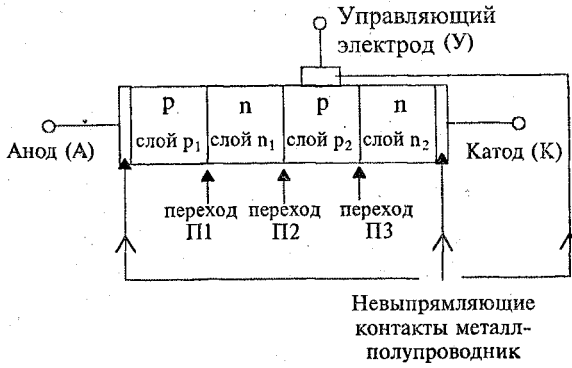 Управляющий
электрод (У)
p n p n
слой p₁ слой n₁ слой p₂ слой n₂
Анод (А)
Катод (К)
переход переход переход
П1 П2 П3
Невыпрямляющие
контакты металл-
полупроводник